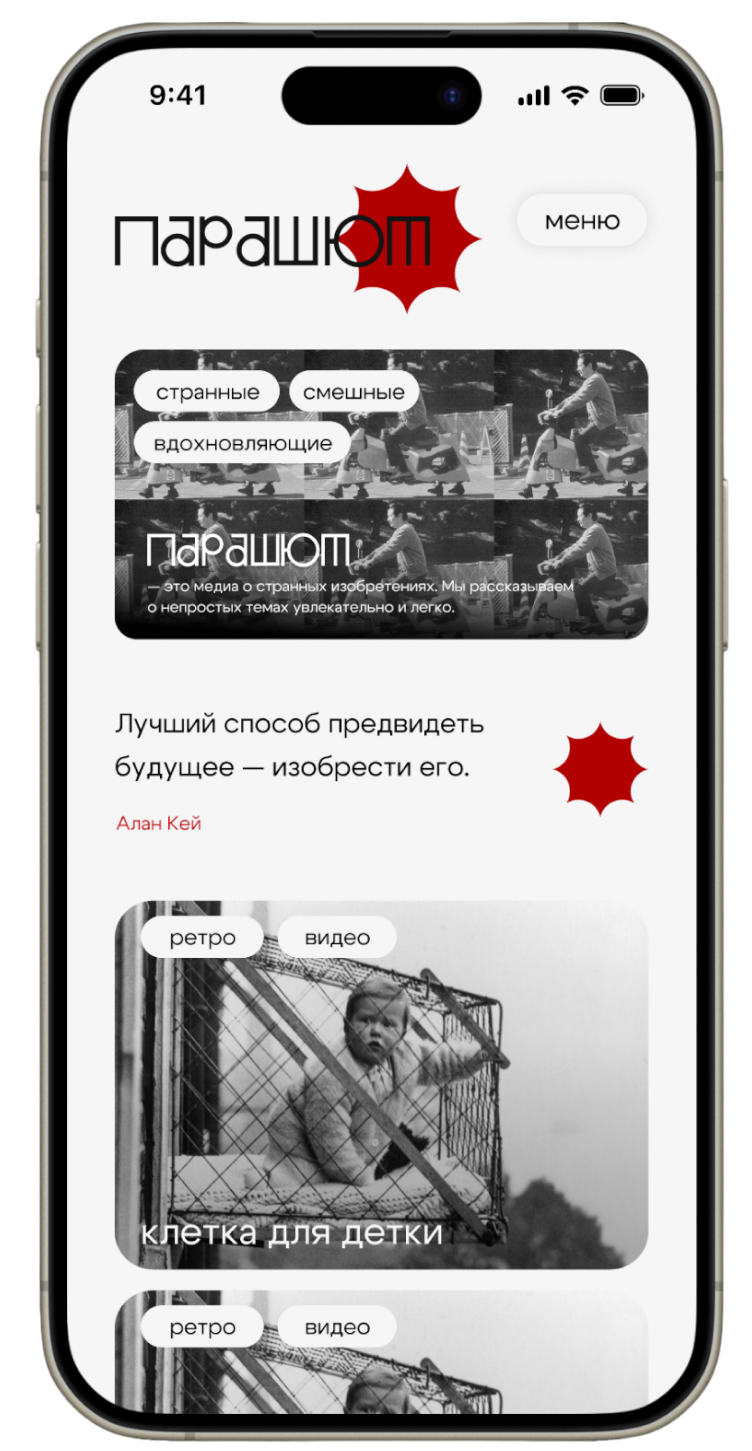 9:41
парашют
меню
странные
смешные
вдохновляющие
парашют
— это медиа о странных изобретениях. Мы рассказываем
о непростых темах увлекательно и легко.
Лучший способ предвидеть
будущее — изобрести его.
Алан Кей
ретро
видео
клетка для детки
ретро
видео